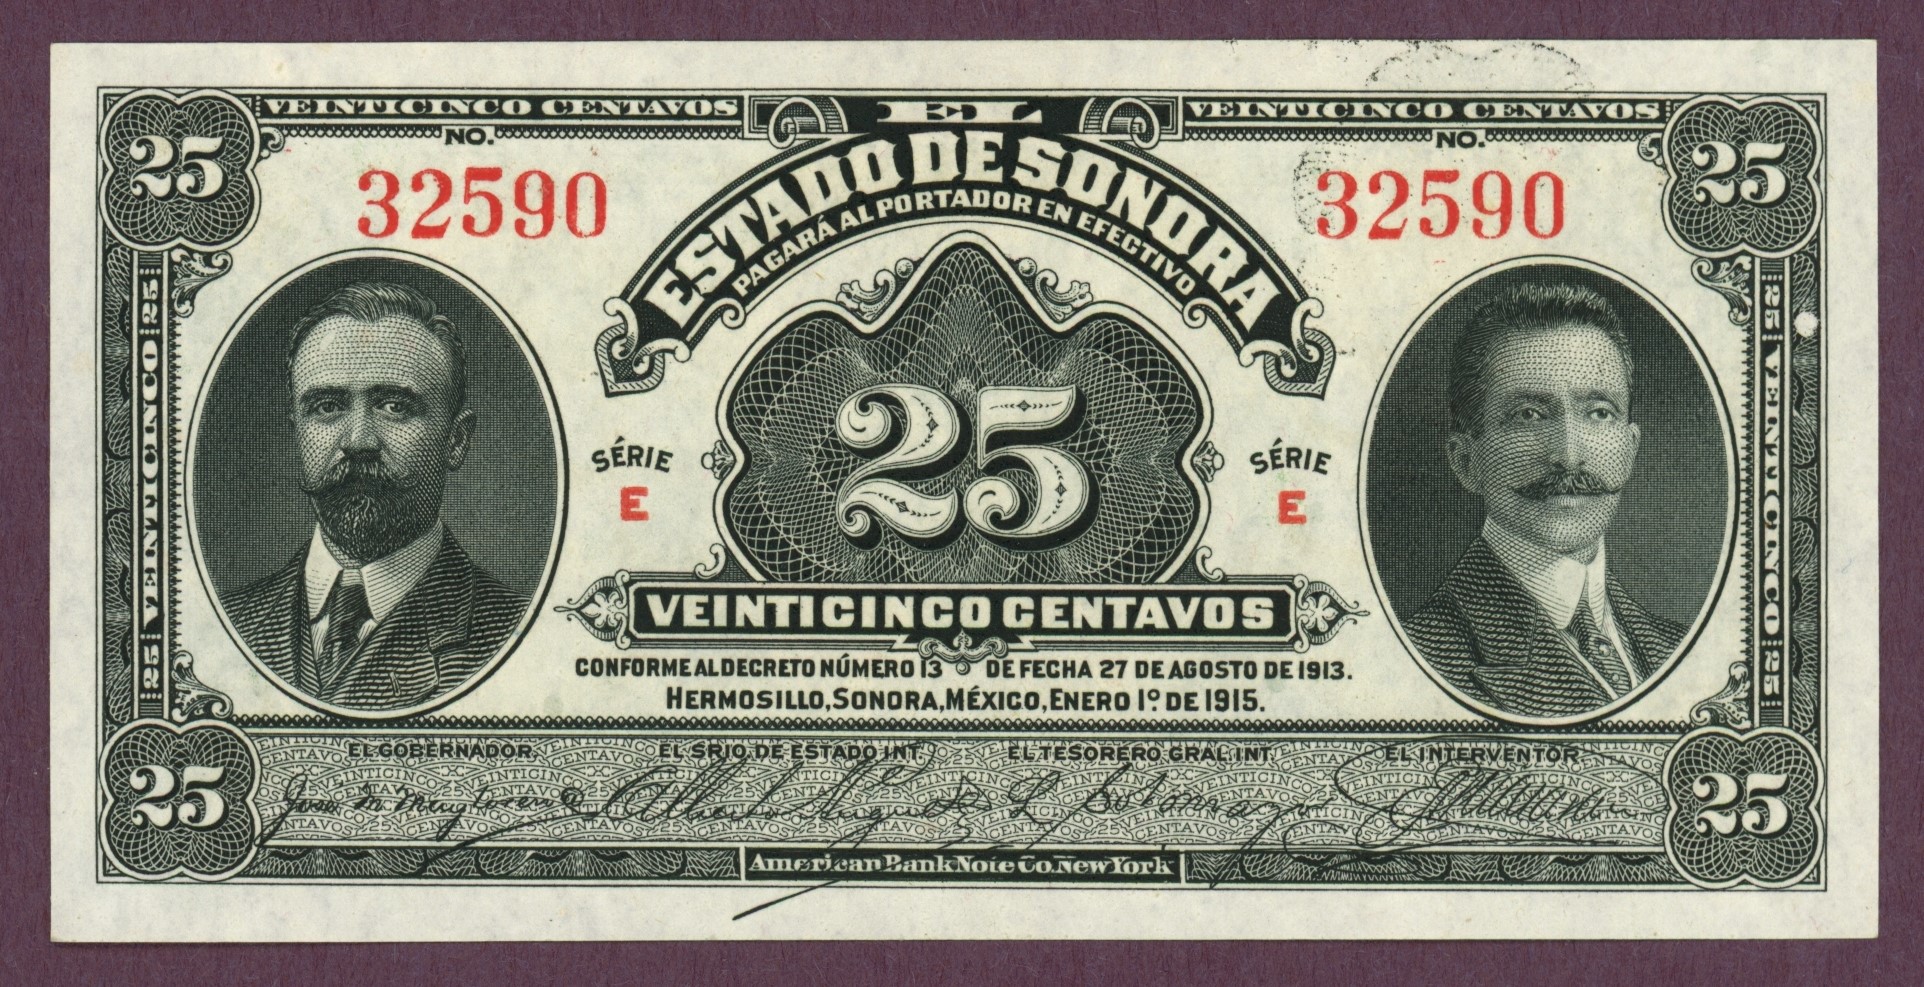 VEINTICINCO CENTAVOS EL VEINTICINCO CENTAVOS
25 NO. NO. 25
32590 32590
ESTADO DE SONORA
PAGARÁ AL PORTADOR EN EFECTIVO
25 VEINTICINCO 25
25 VEINTICINCO 25
25
SÉRIE SÉRIE
E E
VEINTICINCO CENTAVOS
CONFORME AL DECRETO NÚMERO 13 DE FECHA 27 DE AGOSTO DE 1913.
HERMOSILLO, SONORA, MÉXICO, ENERO 1º DE 1915.
EL GOBERNADOR. EL SRIO. DE ESTADO INT. EL TESORERO GRAL. INT. EL INTERVENTOR.
25 25
American Bank Note Co. New York